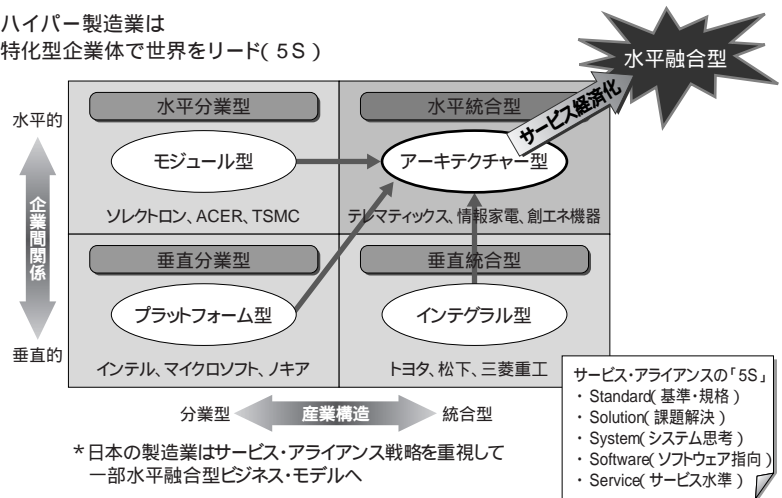 ハイパー製造業は
特化型企業体で世界をリード(5S)
水平融合型
サービス経済化
水平的
企業間関係
垂直的
水平分業型
モジュール型
ソレクトロン、ACER、TSMC
水平統合型
アーキテクチャー型
テレマティックス、情報家電、創エネ機器
垂直分業型
プラットフォーム型
インテル、マイクロソフト、ノキア
垂直統合型
インテグラル型
トヨタ、松下、三菱重工
分業型
産業構造
統合型
サービス・アライアンスの「5S」
・ Standard(基準・規格)
・ Solution(課題解決)
・ System(システム思考)
・ Software(ソフトウェア指向)
・ Service(サービス水準)
*日本の製造業はサービス・アライアンス戦略を重視して
一部水平融合型ビジネス・モデルへ